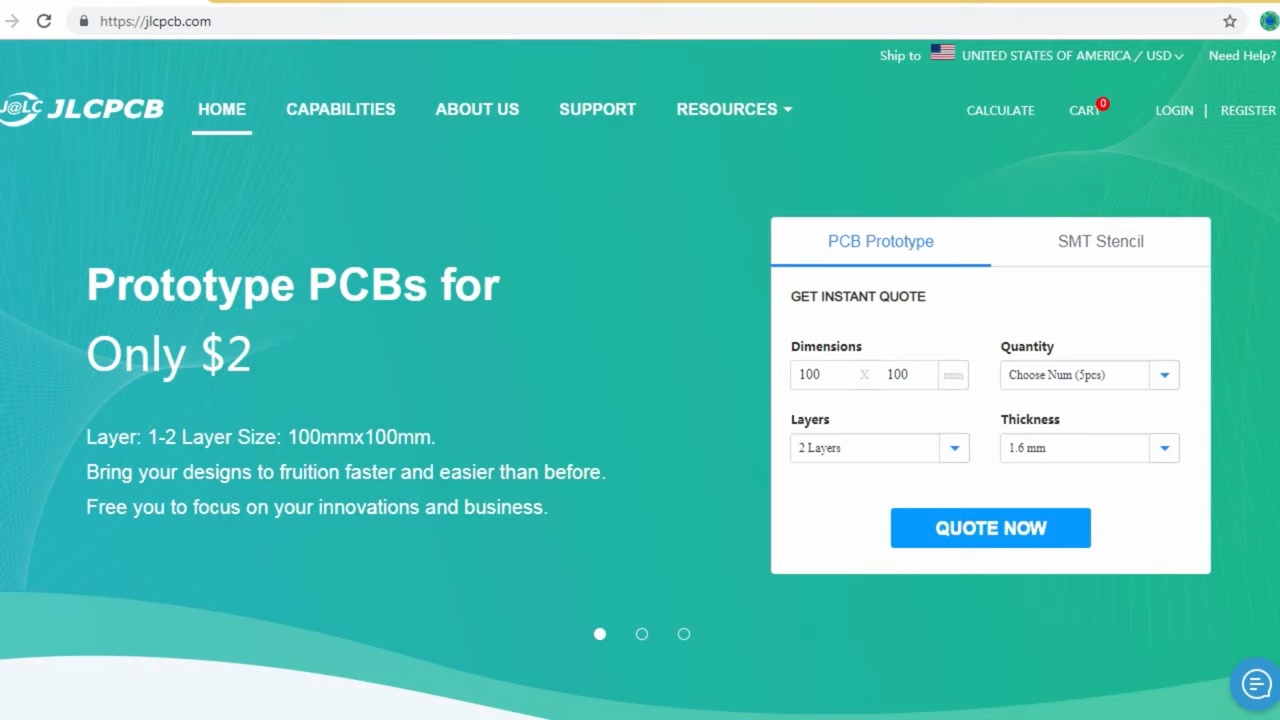 https://jlcpcb.com
Ship to UNITED STATES OF AMERICA / USD Need Help?
J@LC JLCPCB HOME CAPABILITIES ABOUT US SUPPORT RESOURCES CALCULATE CART 0 LOGIN | REGISTER
PCB Prototype SMT Stencil
Prototype PCBs for
Only $2
GET INSTANT QUOTE
Dimensions Quantity
100 X 100 mm Choose Num (5pcs)
Layers Thickness
2 Layers 1.6 mm
Layer: 1-2 Layer Size: 100mmx100mm.
Bring your designs to fruition faster and easier than before.
Free you to focus on your innovations and business.
QUOTE NOW